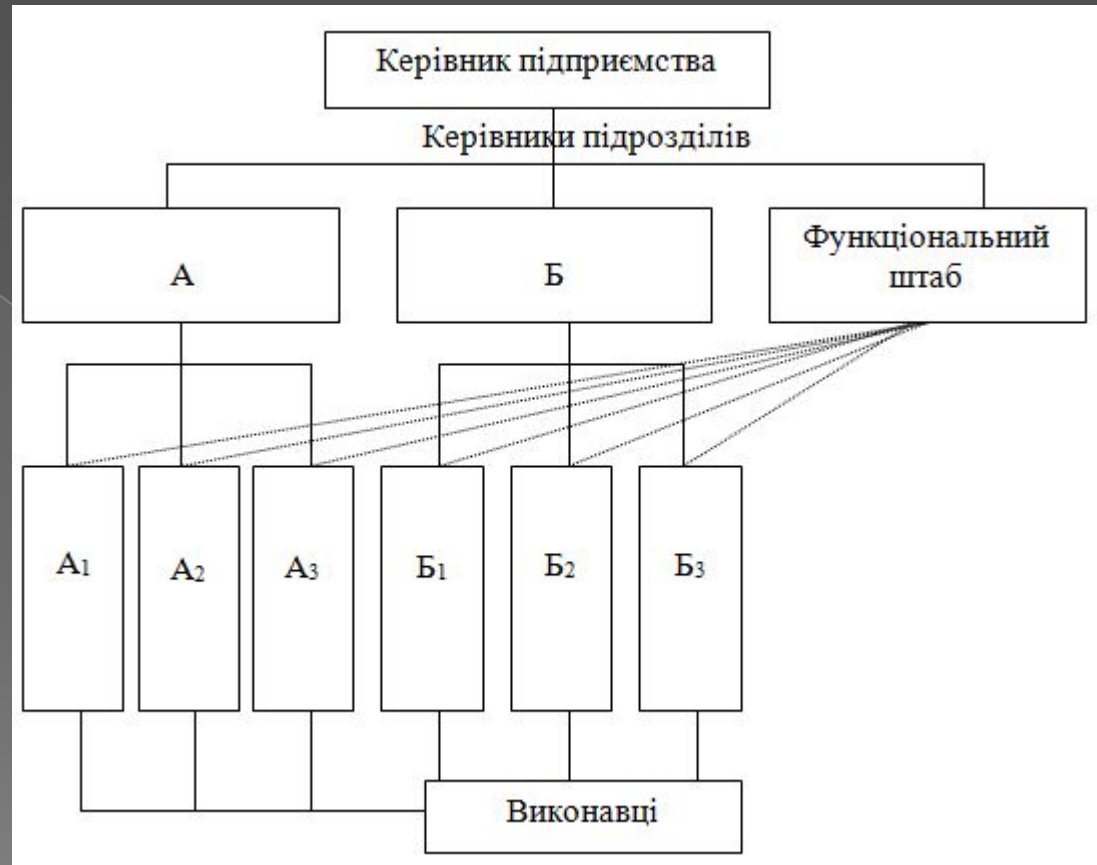 Керівник підприємства
Керівники підрозділів
А
Б
Функціональний
штаб
А1
А2
А3
Б1
Б2
Б3
Виконавці